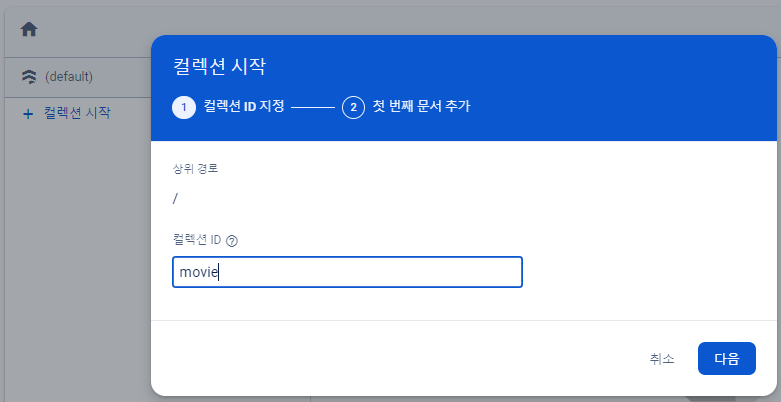 (default)
+ 컬렉션 시작
컬렉션 시작
1 컬렉션 ID 지정 2 첫 번째 문서 추가
상위 경로
/
컬렉션 ID ?
movie
취소 다음